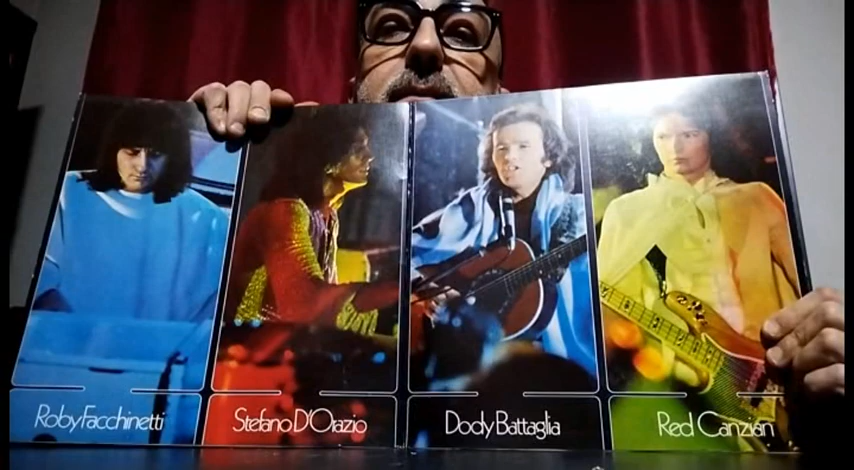 Roby Facchinetti
Stefano D'Orazio
Dody Battaglia
Red Canzian